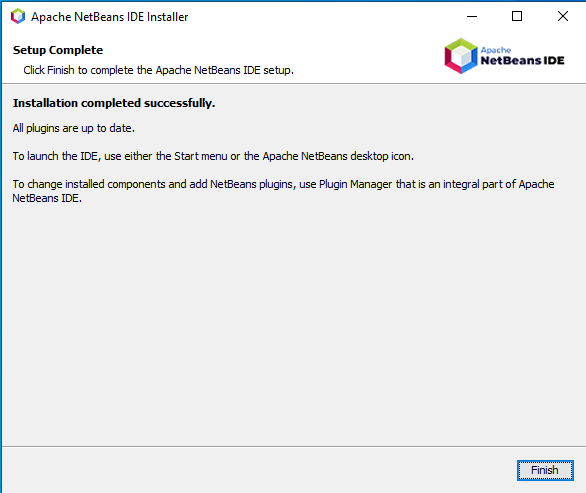 Apache NetBeans IDE Installer
Setup Complete
Click Finish to complete the Apache NetBeans IDE setup.
Apache
NetBeans IDE
Installation completed successfully.
All plugins are up to date.
To launch the IDE, use either the Start menu or the Apache NetBeans desktop icon.
To change installed components and add NetBeans plugins, use Plugin Manager that is an integral part of Apache
NetBeans IDE.
Finish